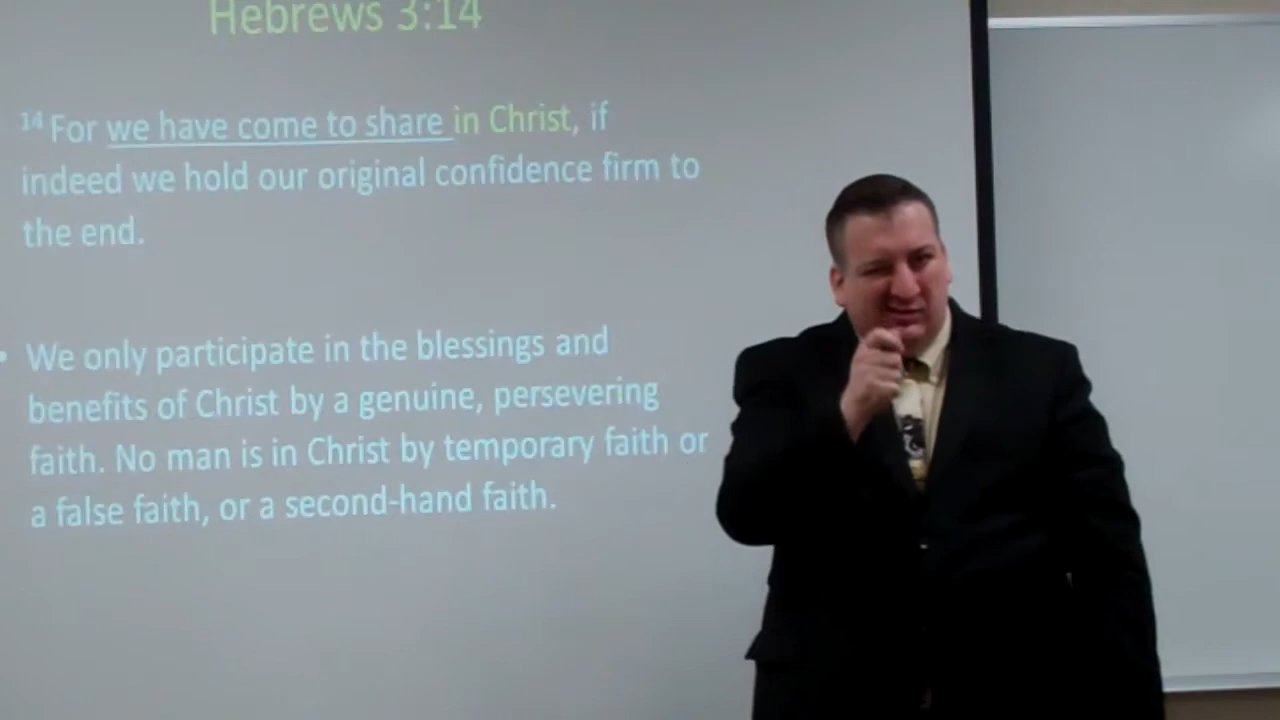 Hebrews 3:14
14 For we have come to share in Christ, if
indeed we hold our original confidence firm to
the end.
• We only participate in the blessings and
benefits of Christ by a genuine, persevering
faith. No man is in Christ by temporary faith or
a false faith, or a second-hand faith.